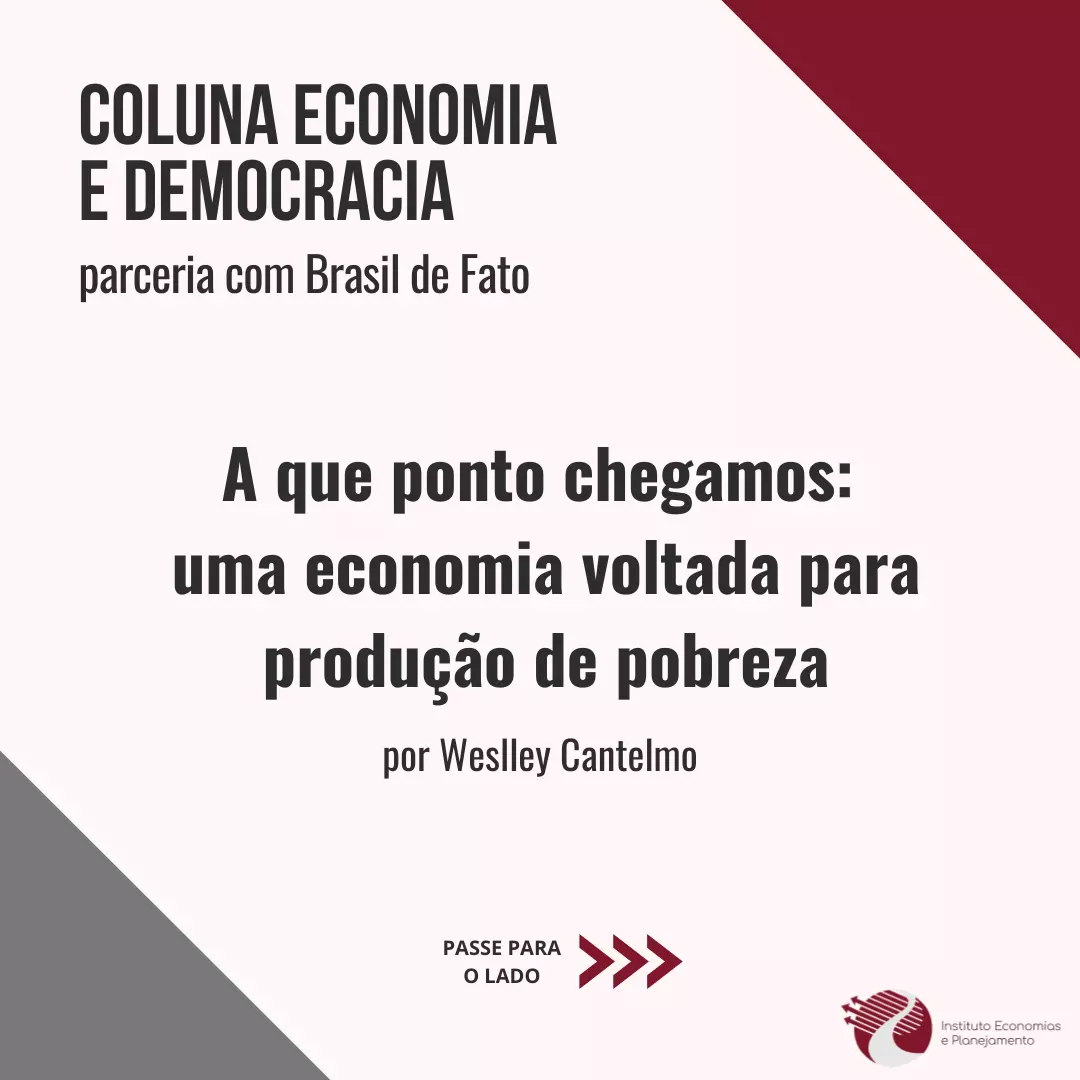 COLUNA ECONOMIA
E DEMOCRACIA
parceria com Brasil de Fato
A que ponto chegamos:
uma economia voltada para
produção de pobreza
por Weslley Cantelmo
PASSE PARA
O LADO
Instituto Economias
e Planejamento